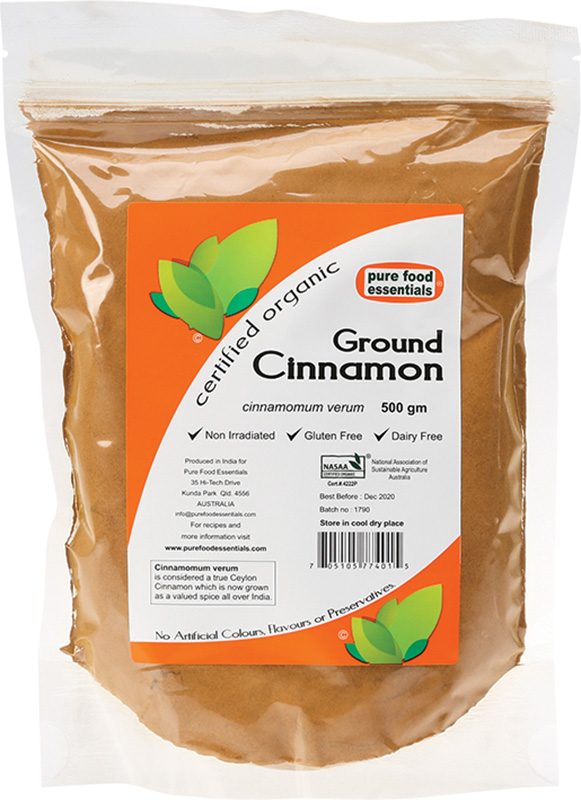 certified organic
pure food
essentials®
Ground
Cinnamon
cinnamomum verum 500 gm
✓ Non Irradiated ✓ Gluten Free ✓ Dairy Free
Produced in India for
Pure Food Essentials
35 Hi-Tech Drive
Kunda Park Qld. 4556
AUSTRALIA
info@purefoodessentials.com
For recipes and
more information visit
www.purefoodessentials.com
NASAA
CERTIFIED ORGANIC
®
Cert.# 4222P
National Association of
Sustainable Agriculture
Australia
Best Before : Dec 2020
Batch no : 1790
Store in cool dry place
7 05105 77401 5
Cinnamomum verum
is considered a true Ceylon
Cinnamon which is now grown
as a valued spice all over India.
No Artificial Colours, Flavours or Preservatives.
©
©